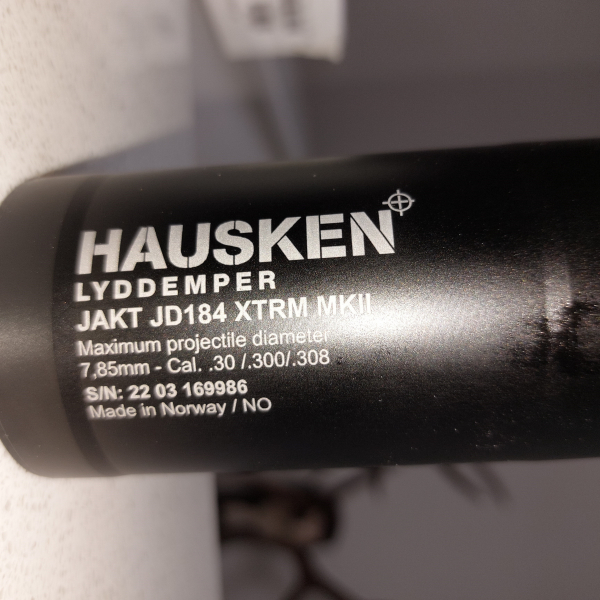 HAUSKEN
LYDDEMPER
JAKT JD184 XTRM MKII
Maximum projectile diameter
7,85mm - Cal. .30 /.300/.308
S/N: 22 03 169986
Made in Norway / NO